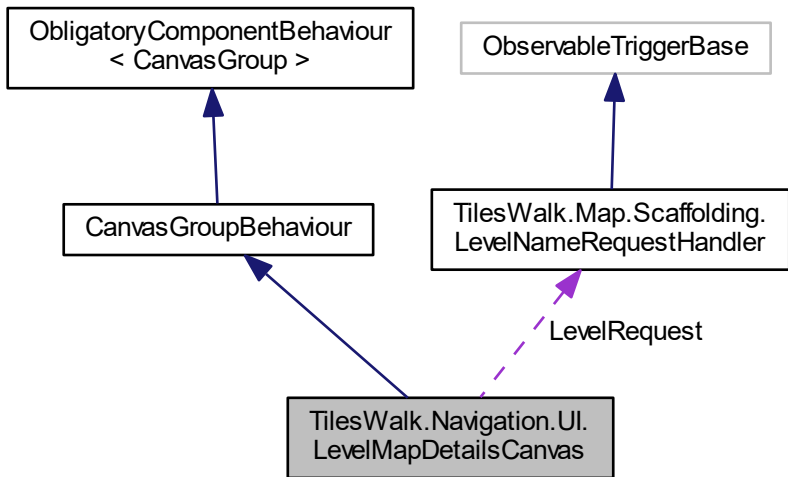 ObligatoryComponentBehaviour
< CanvasGroup >
ObservableTriggerBase
CanvasGroupBehaviour
TilesWalk.Map.Scaffolding.
LevelNameRequestHandler
LevelRequest
TilesWalk.Navigation.UI.
LevelMapDetailsCanvas